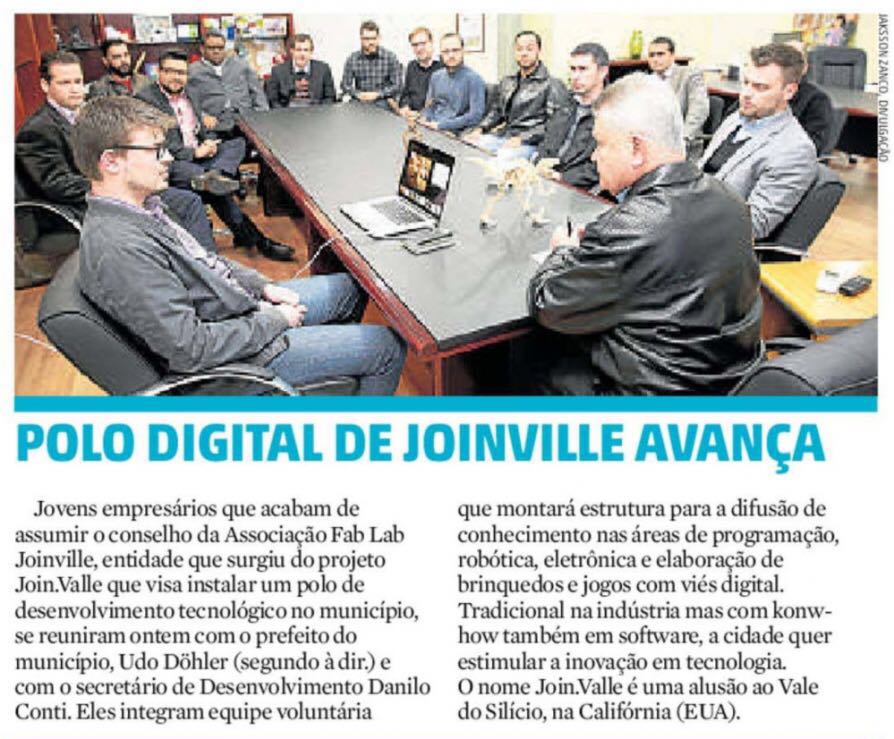 JAKSSON ZANCO, DIVULGAÇÃO
POLO DIGITAL DE JOINVILLE AVANÇA
Jovens empresários que acabam de
assumir o conselho da Associação Fab Lab
Joinville, entidade que surgiu do projeto
Join.Valle que visa instalar um polo de
desenvolvimento tecnológico no município,
se reuniram ontem com o prefeito do
município, Udo Döhler (segundo à dir.) e
com o secretário de Desenvolvimento Danilo
Conti. Eles integram equipe voluntária
que montará estrutura para a difusão de
conhecimento nas áreas de programação,
robótica, eletrônica e elaboração de
brinquedos e jogos com viés digital.
Tradicional na indústria mas com konw-
how também em software, a cidade quer
estimular a inovação em tecnologia.
O nome Join.Valle é uma alusão ao Vale
do Silício, na Califórnia (EUA).